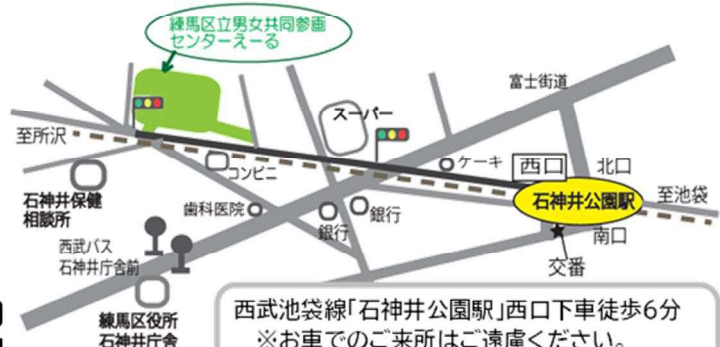 練馬区立男女共同参画
センターえーる
富士街道
スーパー
至所沢
コンビニ
ケーキ
西口
北口
石神井公園駅
至池袋
石神井保健
相談所
歯科医院
銀行
銀行
南口
交番
西武バス
石神井庁舎前
練馬区役所
石神井庁舎
西武池袋線「石神井公園駅」西口下車徒歩6分
※お車でのご来所はご遠慮ください。